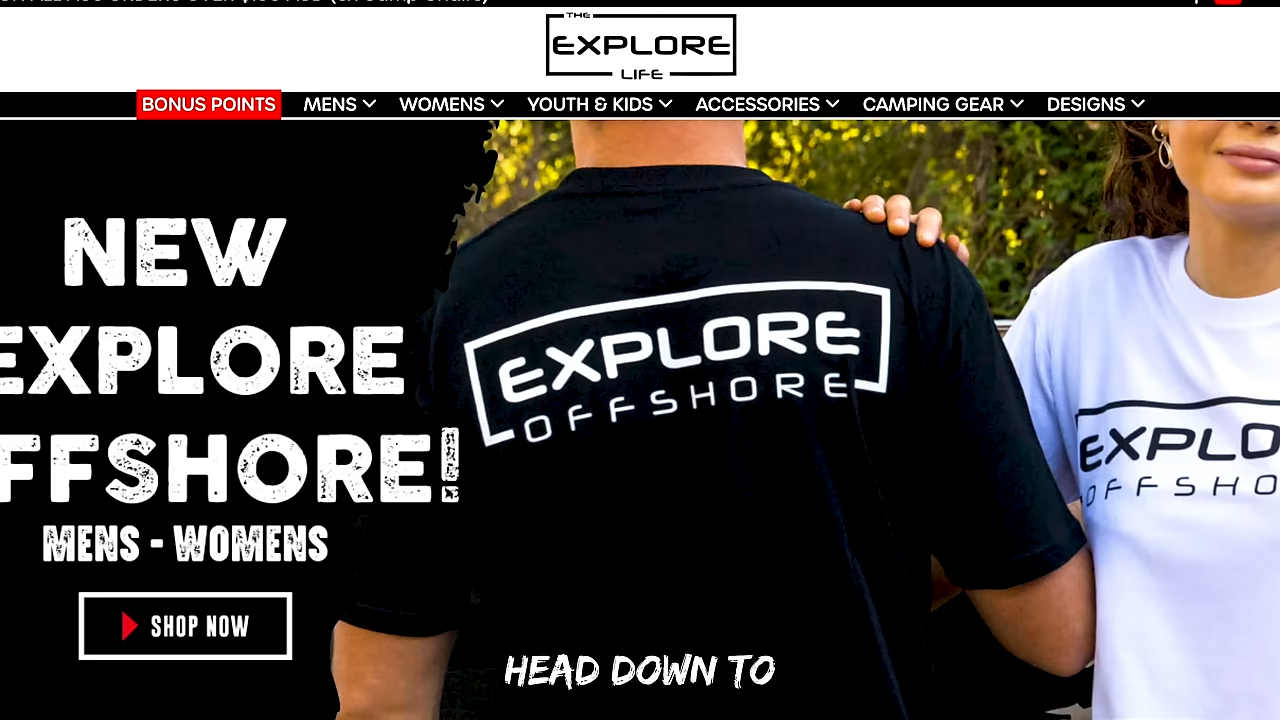 THE
EXPLORE
LIFE
BONUS POINTS MENS WOMENS YOUTH & KIDS ACCESSORIES CAMPING GEAR DESIGNS
NEW
EXPLORE
OFFSHORE!
MENS - WOMENS
SHOP NOW
EXPLORE
OFFSHORE
EXPLO
OFFSHO
HEAD DOWN TO